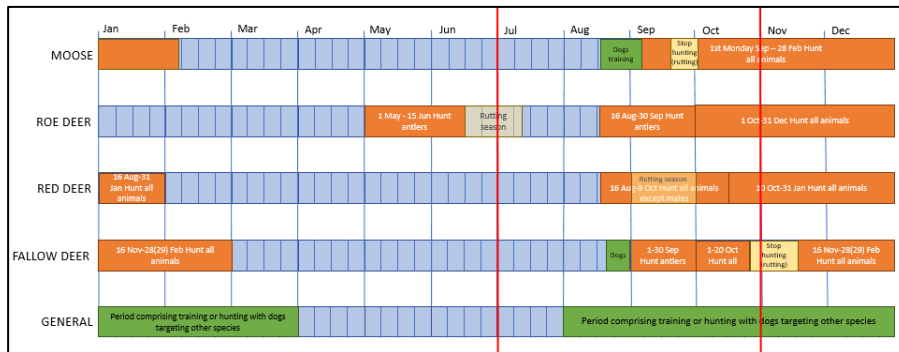 Jan Feb Mar Apr May Jun Jul Aug Sep Oct Nov Dec
MOOSE
Dogs
training
Stop
hunting
(rutting)
1st Monday Sep – 28 Feb Hunt
all animals
ROE DEER
1 May - 15 Jun Hunt
antlers
Rutting
season
16 Aug-30 Sep Hunt
antlers
1 Oct-31 Dec Hunt all animals
RED DEER
16 Aug-31
Jan Hunt all
animals
Rutting season
16 Aug-9 Oct Hunt all animals
except males
10 Oct-31 Jan Hunt all
animals
FALLOW DEER
16 Nov-28(29) Feb Hunt all
animals
Dogs
1-30 Sep
Hunt antlers
1-20 Oct
Hunt all
Stop
hunting
(rutting)
16 Nov-28(29) Feb
Hunt all animals
GENERAL
Period comprising training or hunting with dogs
targeting other species
Period comprising training or hunting with dogs targeting other species